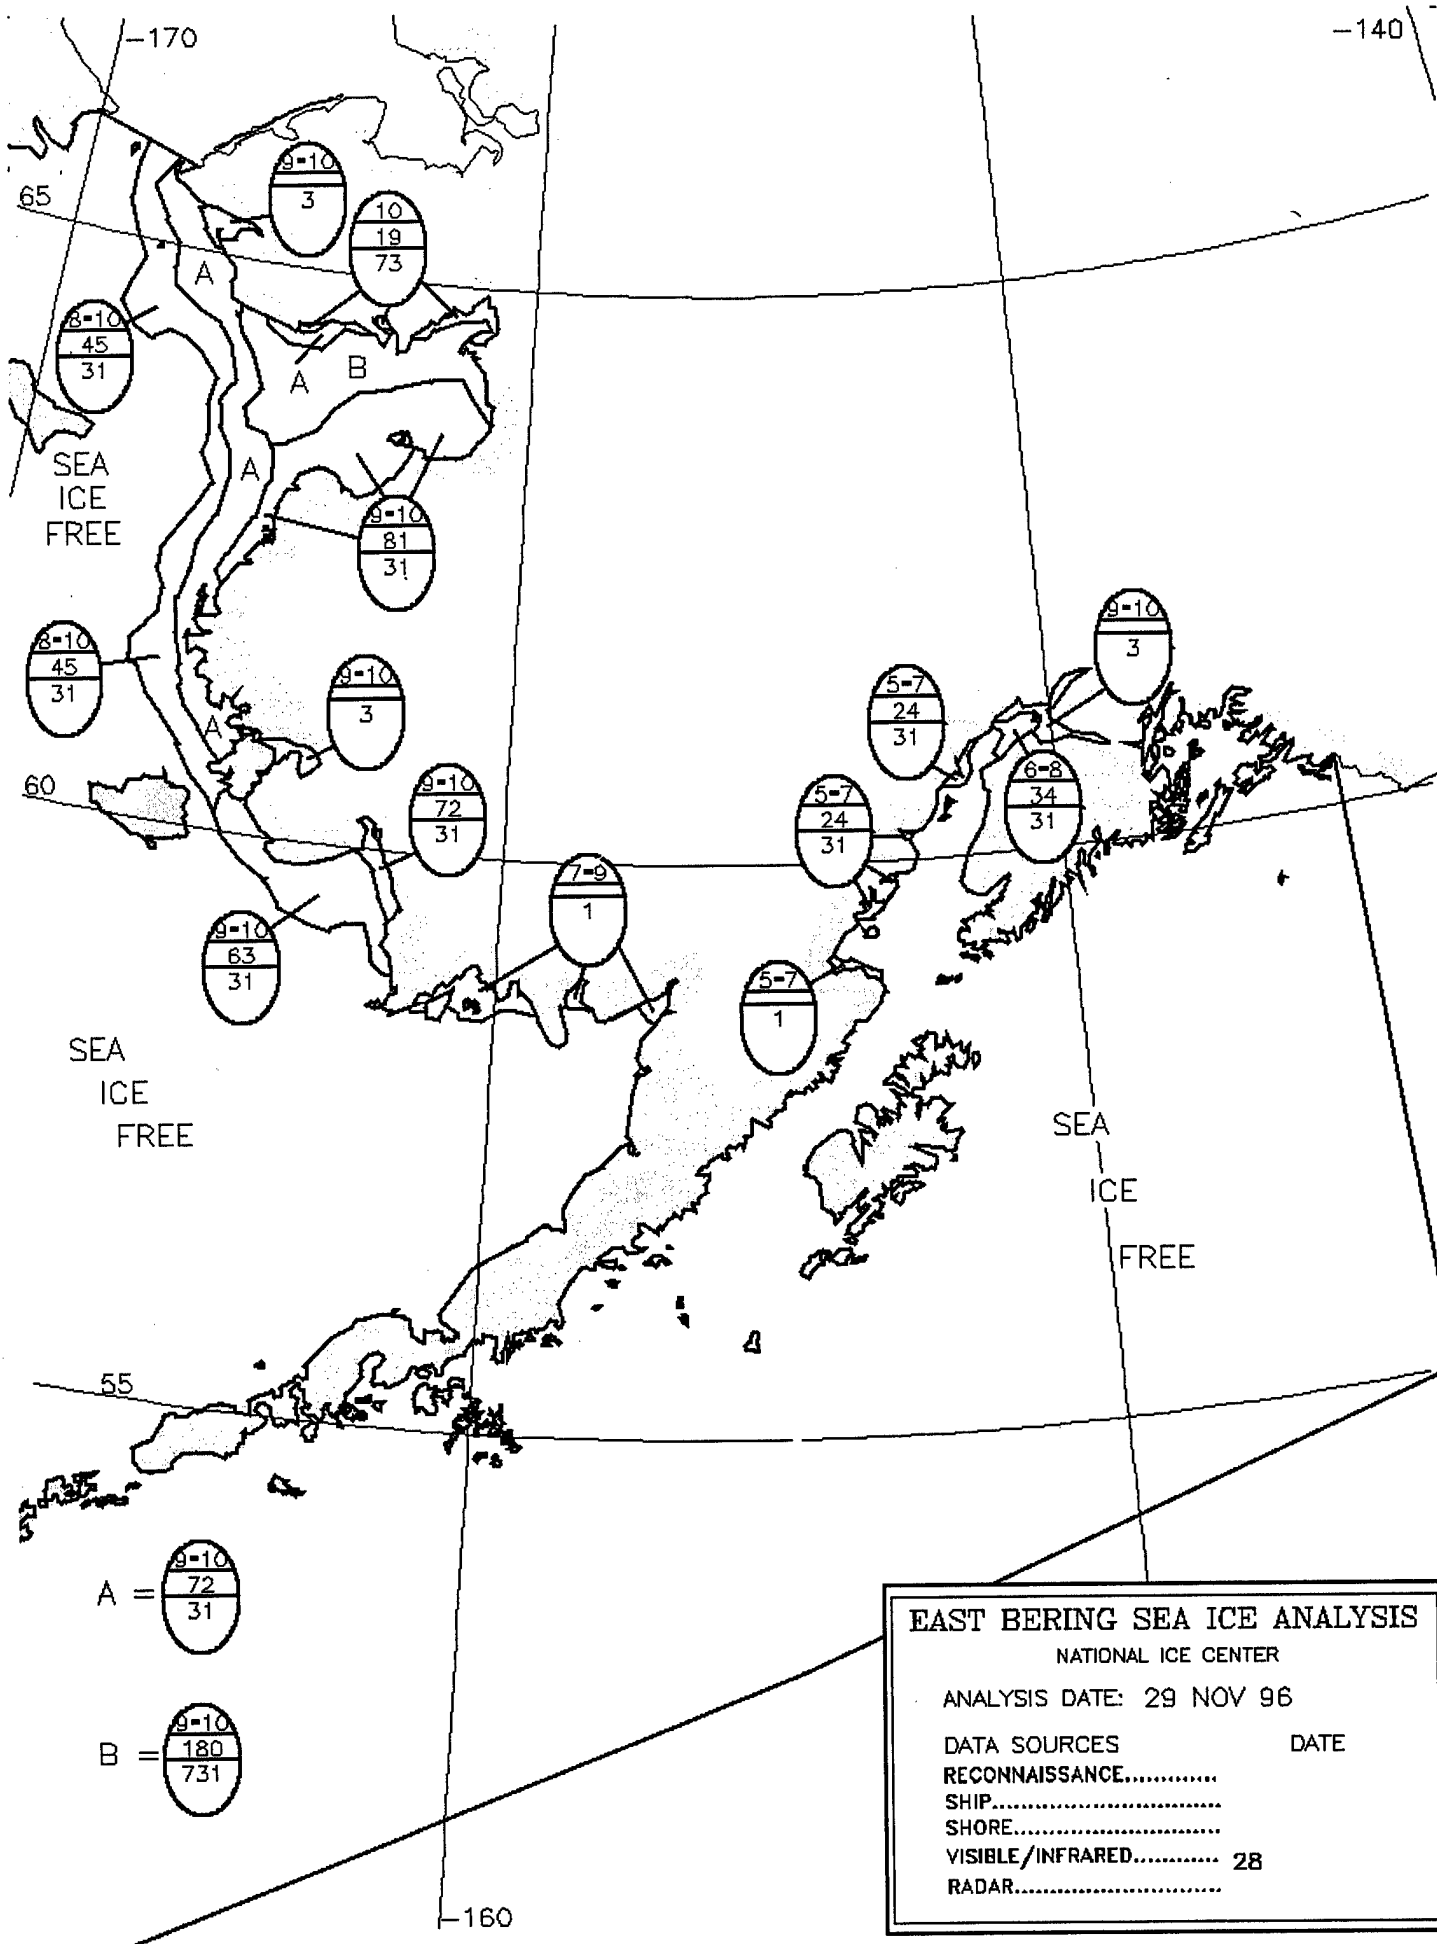 -170
-140
9-10
3
65
10
19
73
A
8-10
45
31
B
A
SEA
ICE
FREE
A
9-10
81
31
9-10
3
8-10
45
31
9-10
3
5-7
24
31
A
60
9-10
72
31
5-7
24
31
6-8
34
31
7-9
1
9-10
63
31
5-7
1
SEA
ICE
FREE
SEA
ICE
FREE
55
A =
9-10
72
31
B =
9-10
180
731
-160
EAST BERING SEA ICE ANALYSIS
NATIONAL ICE CENTER
ANALYSIS DATE: 29 NOV 96
DATA SOURCES DATE
RECONNAISSANCE.............
SHIP................................
SHORE.............................
VISIBLE/INFRARED............ 28
RADAR.............................